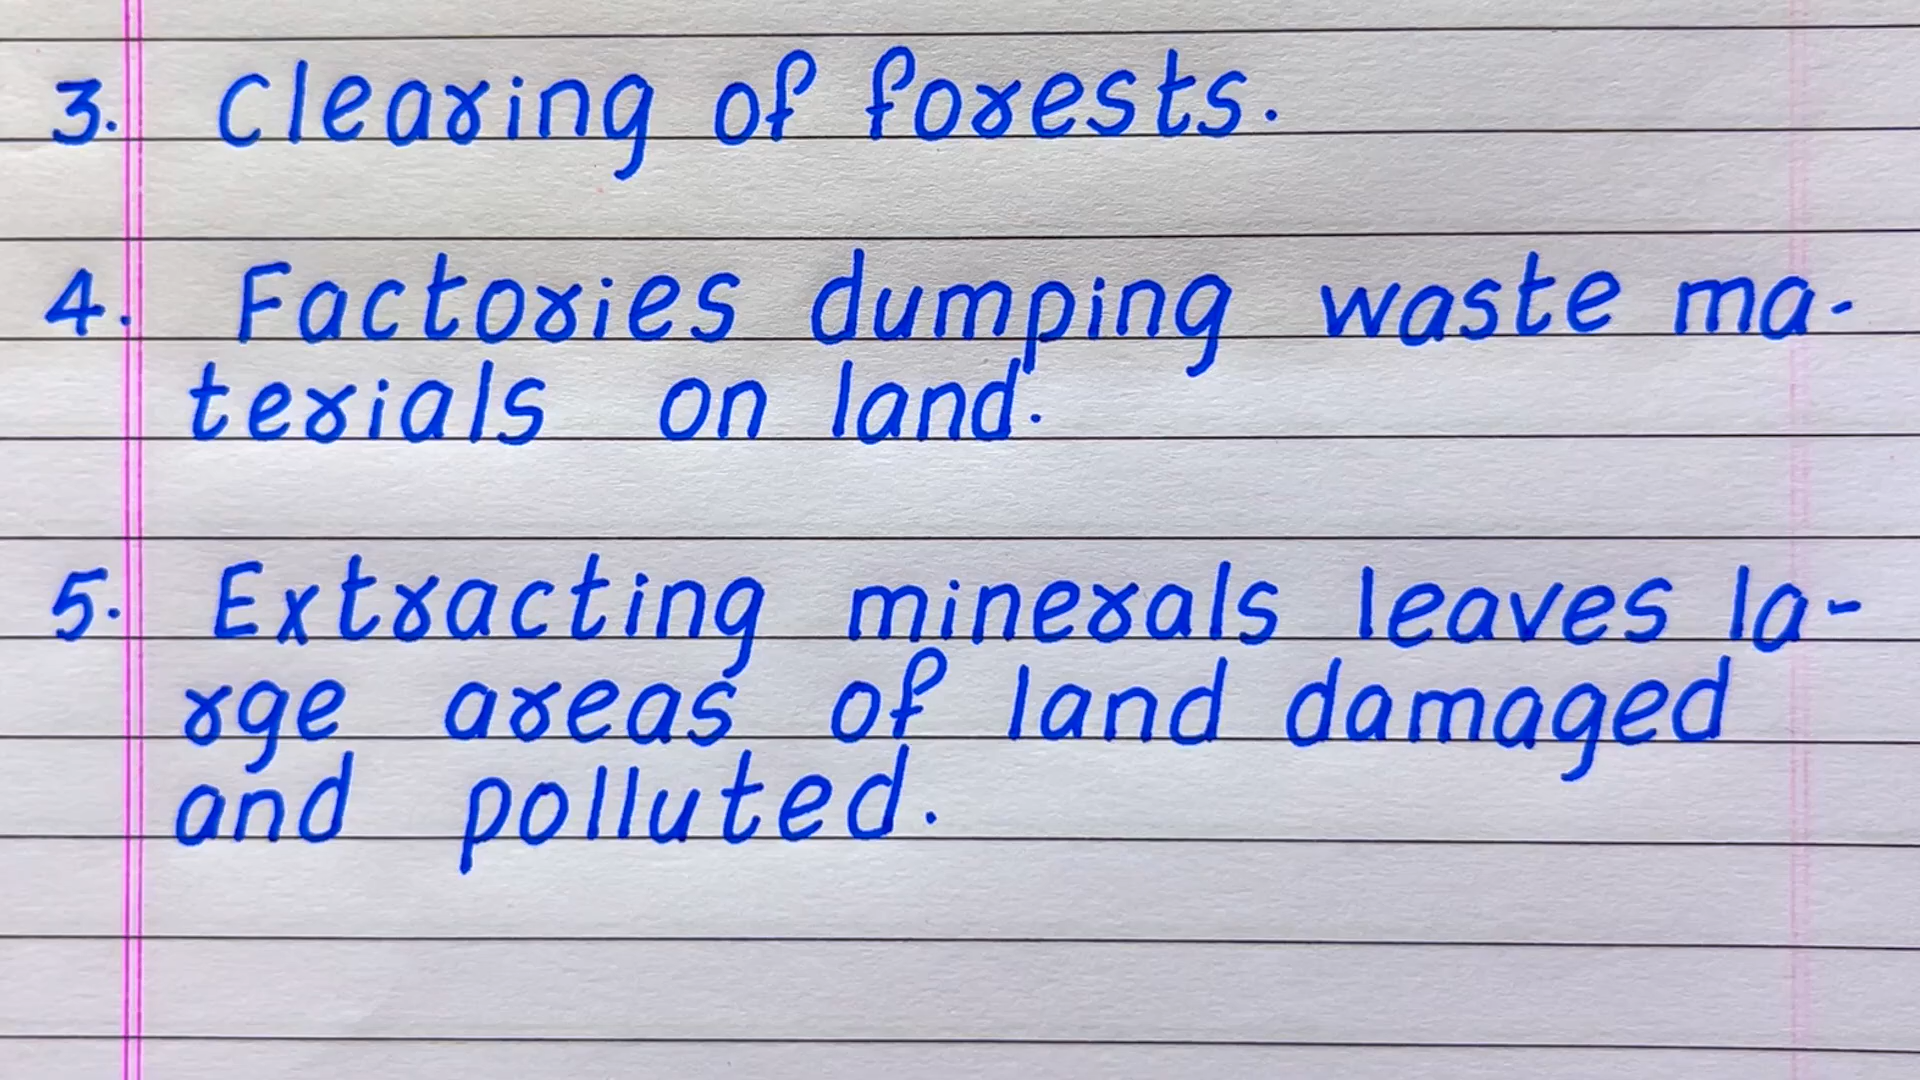 3. Clearing of forests.
4. Factories dumping waste ma-
terials on land.
5. Extracting minerals leaves la-
rge areas of land damaged
and polluted.